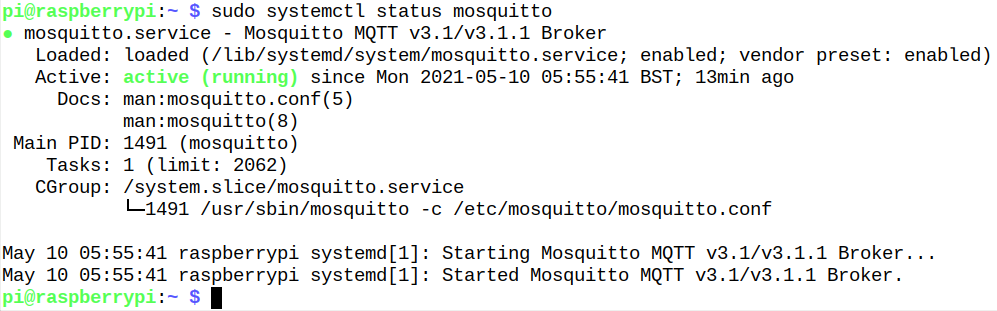 pi@raspberrypi:~ $ sudo systemctl status mosquitto
● mosquitto.service - Mosquitto MQTT v3.1/v3.1.1 Broker
   Loaded: loaded (/lib/systemd/system/mosquitto.service; enabled; vendor preset: enabled)
   Active: active (running) since Mon 2021-05-10 05:55:41 BST; 13min ago
     Docs: man:mosquitto.conf(5)
           man:mosquitto(8)
 Main PID: 1491 (mosquitto)
    Tasks: 1 (limit: 2062)
   CGroup: /system.slice/mosquitto.service
           └─1491 /usr/sbin/mosquitto -c /etc/mosquitto/mosquitto.conf

May 10 05:55:41 raspberrypi systemd[1]: Starting Mosquitto MQTT v3.1/v3.1.1 Broker...
May 10 05:55:41 raspberrypi systemd[1]: Started Mosquitto MQTT v3.1/v3.1.1 Broker.
pi@raspberrypi:~ $